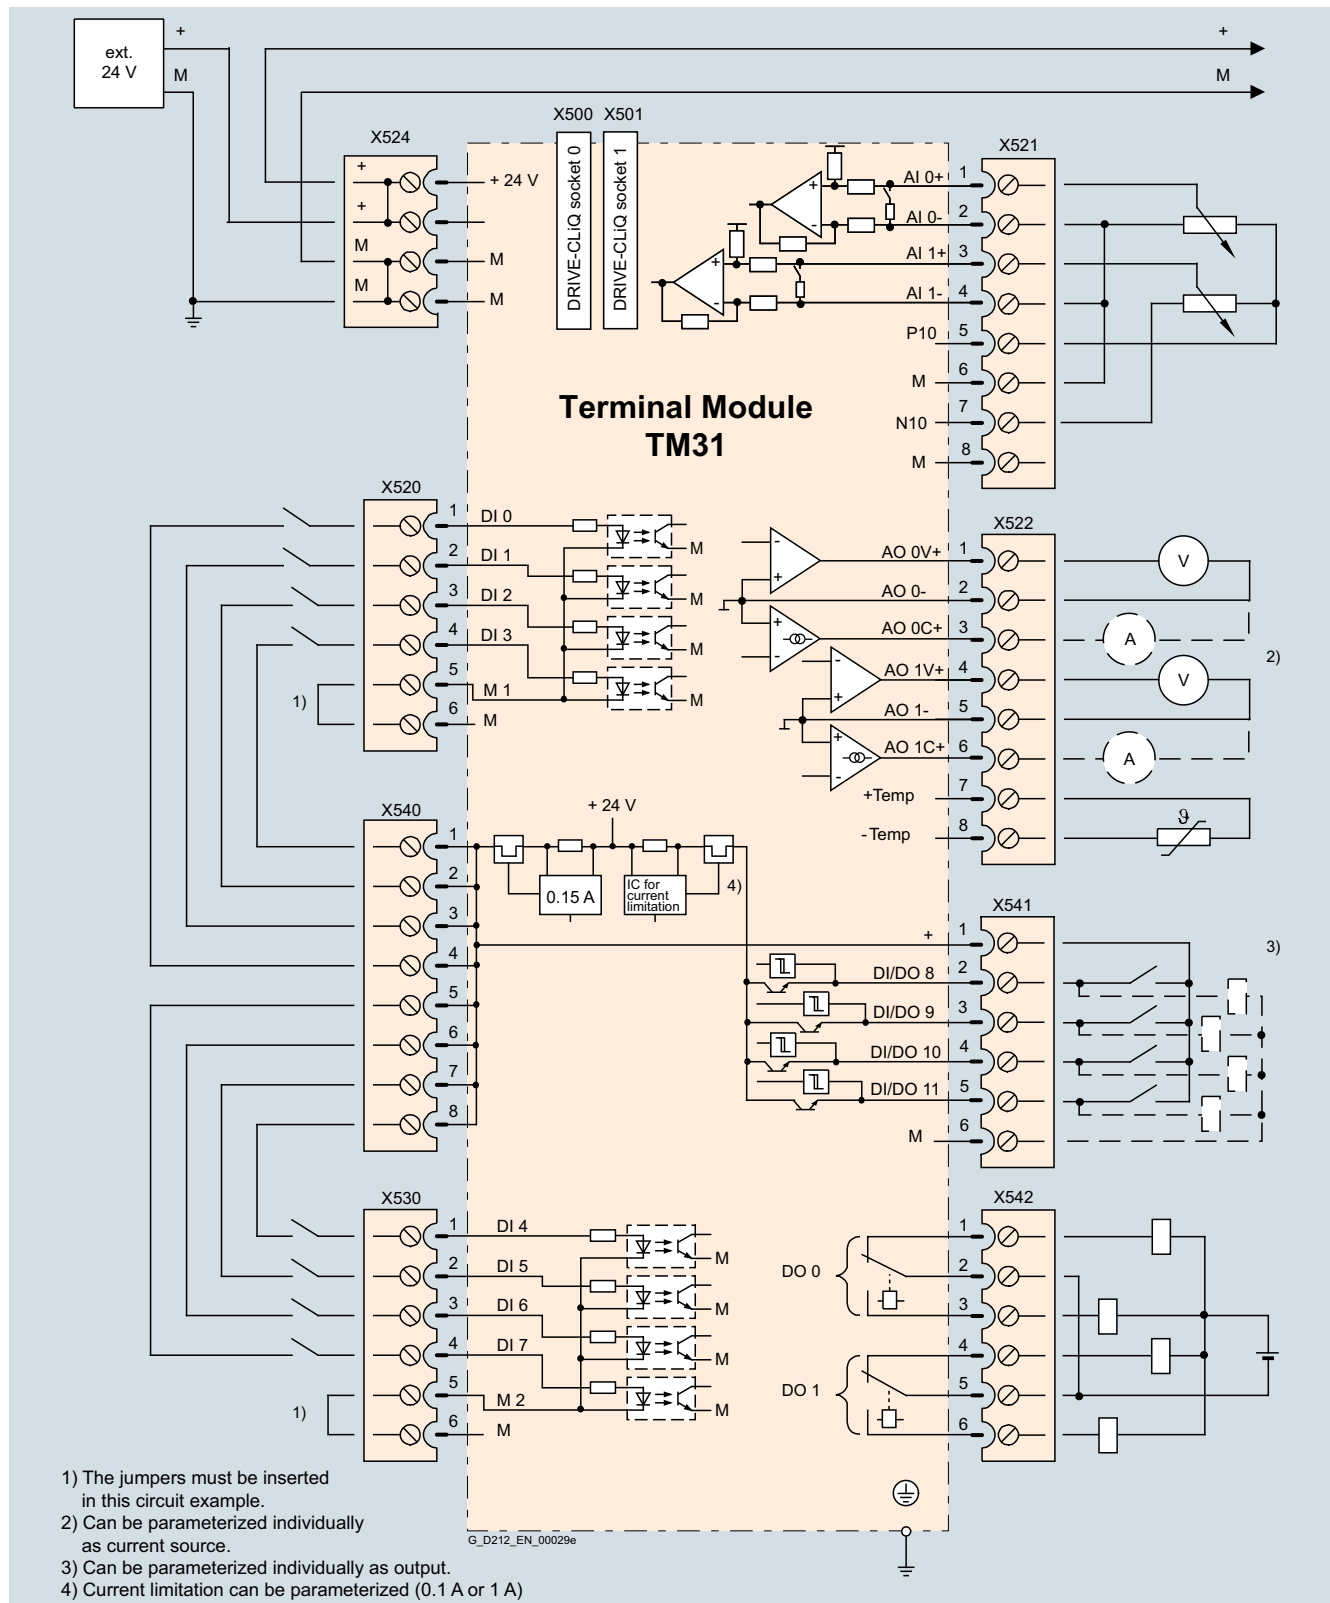 ext.
24 V
+
M
+
M
X500 X501
X524
X521
DRIVE-CLiQ socket 0
DRIVE-CLiQ socket 1
+
+
M
M
+ 24 V
M
M
+
-
+
-
AI 0+ 1
AI 0- 2
AI 1+ 3
AI 1- 4
P10 5
M 6
N10 7
M 8
Terminal Module
TM31
X520
1 DI 0
2 DI 1
3 DI 2
4 DI 3
5 M 1
6 M
1)
M
M
M
M
X522
-
+
+
-
-
+
+
-
AO 0V+ 1
AO 0- 2
AO 0C+ 3
AO 1V+ 4
AO 1- 5
AO 1C+ 6
+Temp 7
- Temp 8
V
A
V
A
2)
ϑ
X540
1
2
3
4
5
6
7
8
+ 24 V
0.15 A
IC for
current
limitation
4)
X541
+ 1
DI/DO 8 2
DI/DO 9 3
DI/DO 10 4
DI/DO 11 5
M 6
3)
X530
1 DI 4
2 DI 5
3 DI 6
4 DI 7
5 M 2
6 M
1)
M
M
M
M
X542
DO 0
DO 1
1
2
3
4
5
6
1) The jumpers must be inserted
in this circuit example.
2) Can be parameterized individually
as current source.
3) Can be parameterized individually as output.
4) Current limitation can be parameterized (0.1 A or 1 A)
G_D212_EN_00029e